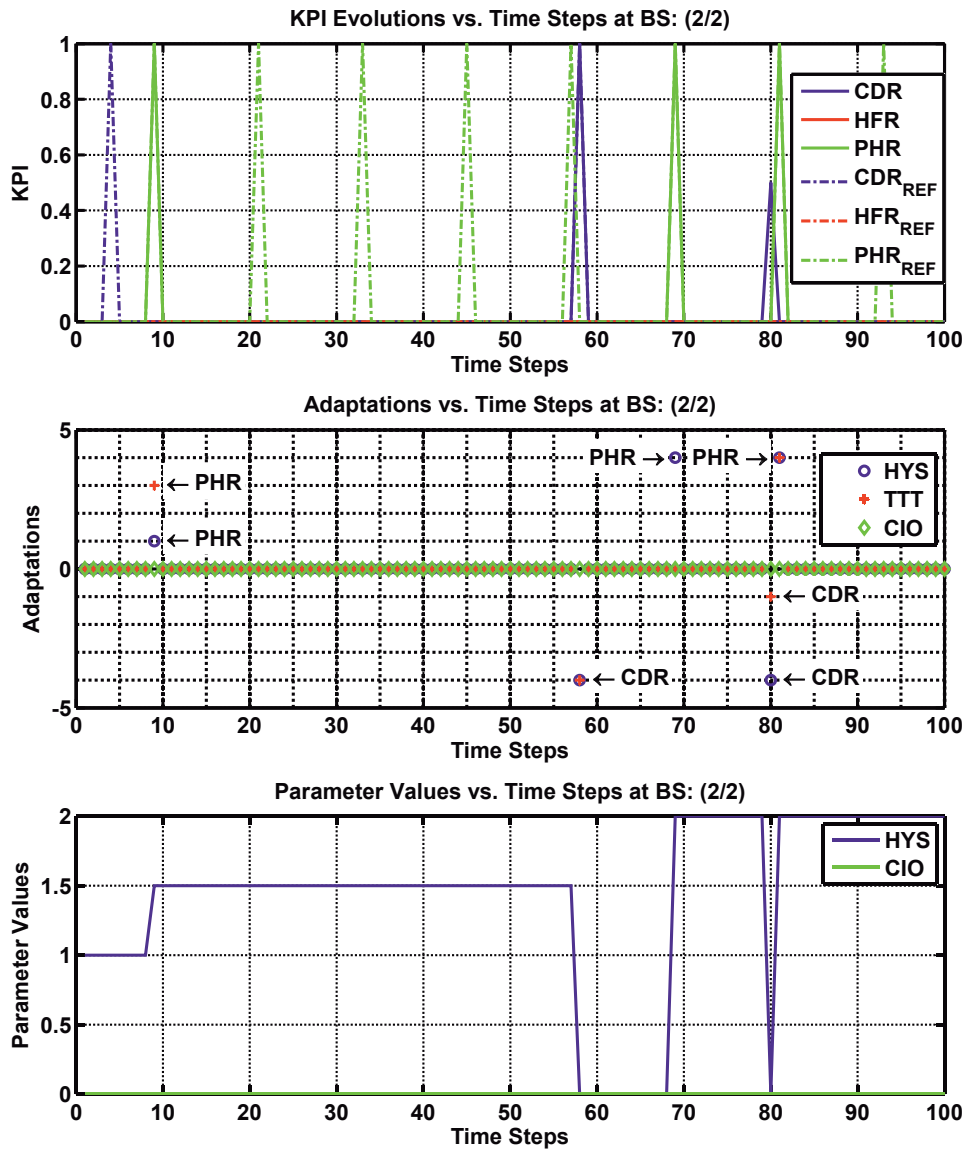 KPI Evolutions vs. Time Steps at BS: (2/2)
1
0.8
0.6
0.4
0.2
0
KPI
CDR
HFR
PHR
CDR_REF
HFR_REF
PHR_REF
0 10 20 30 40 50 60 70 80 90 100
Time Steps
Adaptations vs. Time Steps at BS: (2/2)
5
0
-5
Adaptations
PHR → PHR →
← PHR
← PHR
← CDR
← CDR ← CDR
HYS
TTT
CIO
0 10 20 30 40 50 60 70 80 90 100
Time Steps
Parameter Values vs. Time Steps at BS: (2/2)
2
1.5
1
0.5
0
Parameter Values
HYS
CIO
0 10 20 30 40 50 60 70 80 90 100
Time Steps